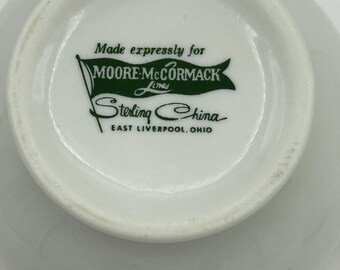 Made expressly for
MOORE-McCORMACK
Lines
Sterling China
EAST LIVERPOOL, OHIO